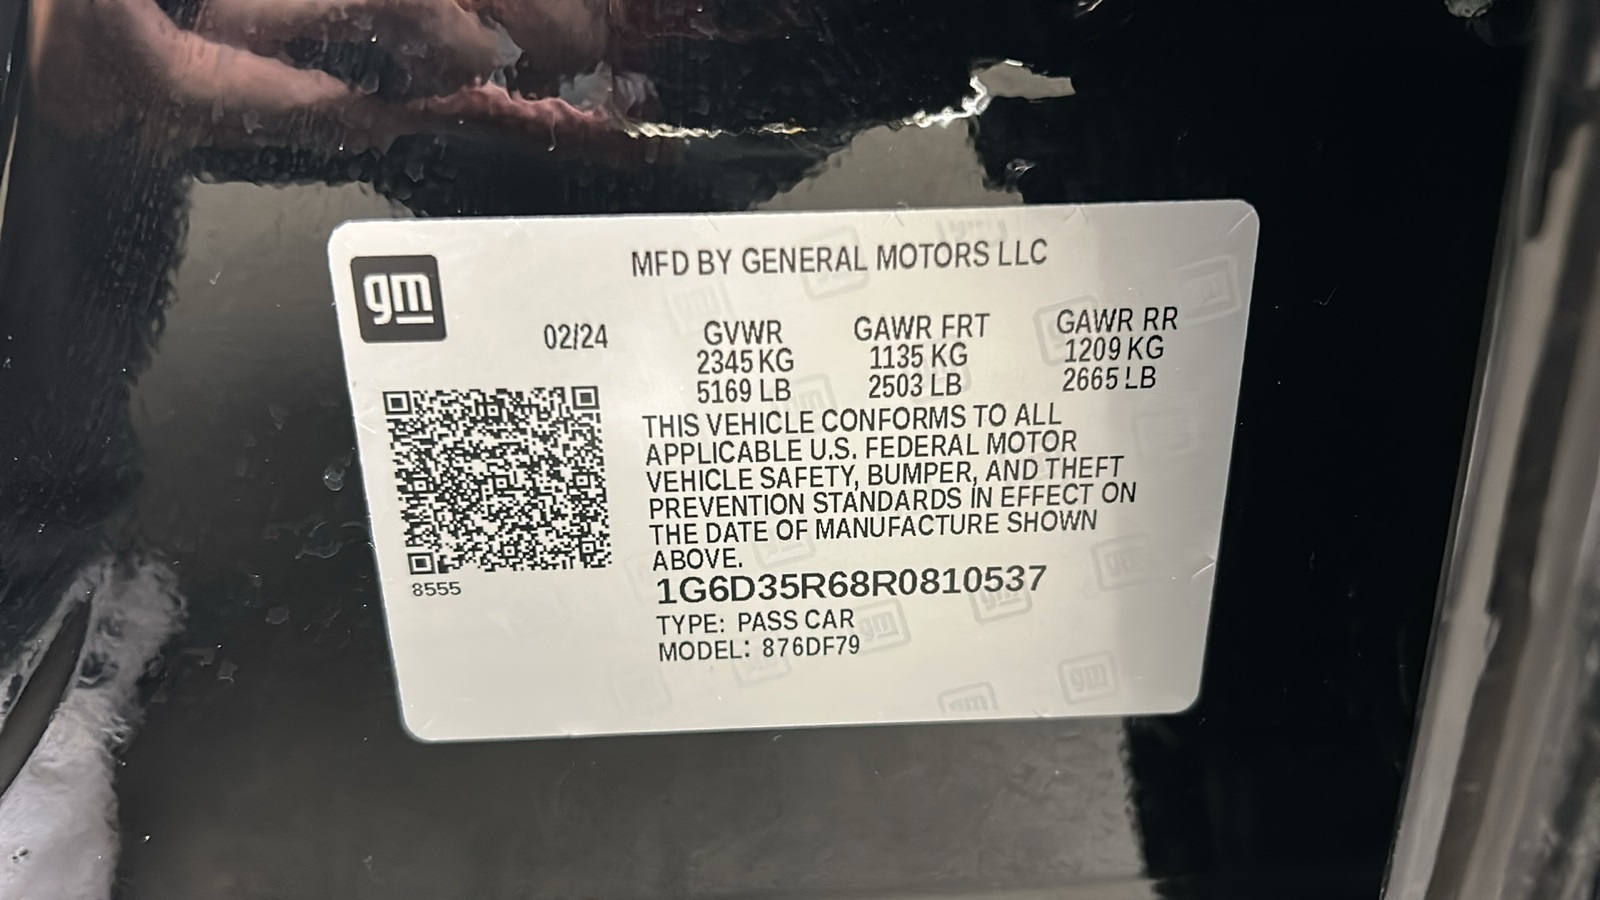 gm
MFD BY GENERAL MOTORS LLC
02/24 GVWR GAWR FRT GAWR RR
2345 KG 1135 KG 1209 KG
5169 LB 2503 LB 2665 LB
THIS VEHICLE CONFORMS TO ALL
APPLICABLE U.S. FEDERAL MOTOR
VEHICLE SAFETY, BUMPER, AND THEFT
PREVENTION STANDARDS IN EFFECT ON
THE DATE OF MANUFACTURE SHOWN
ABOVE.
8555
1G6D35R68R0810537
TYPE: PASS CAR
MODEL: 876DF79